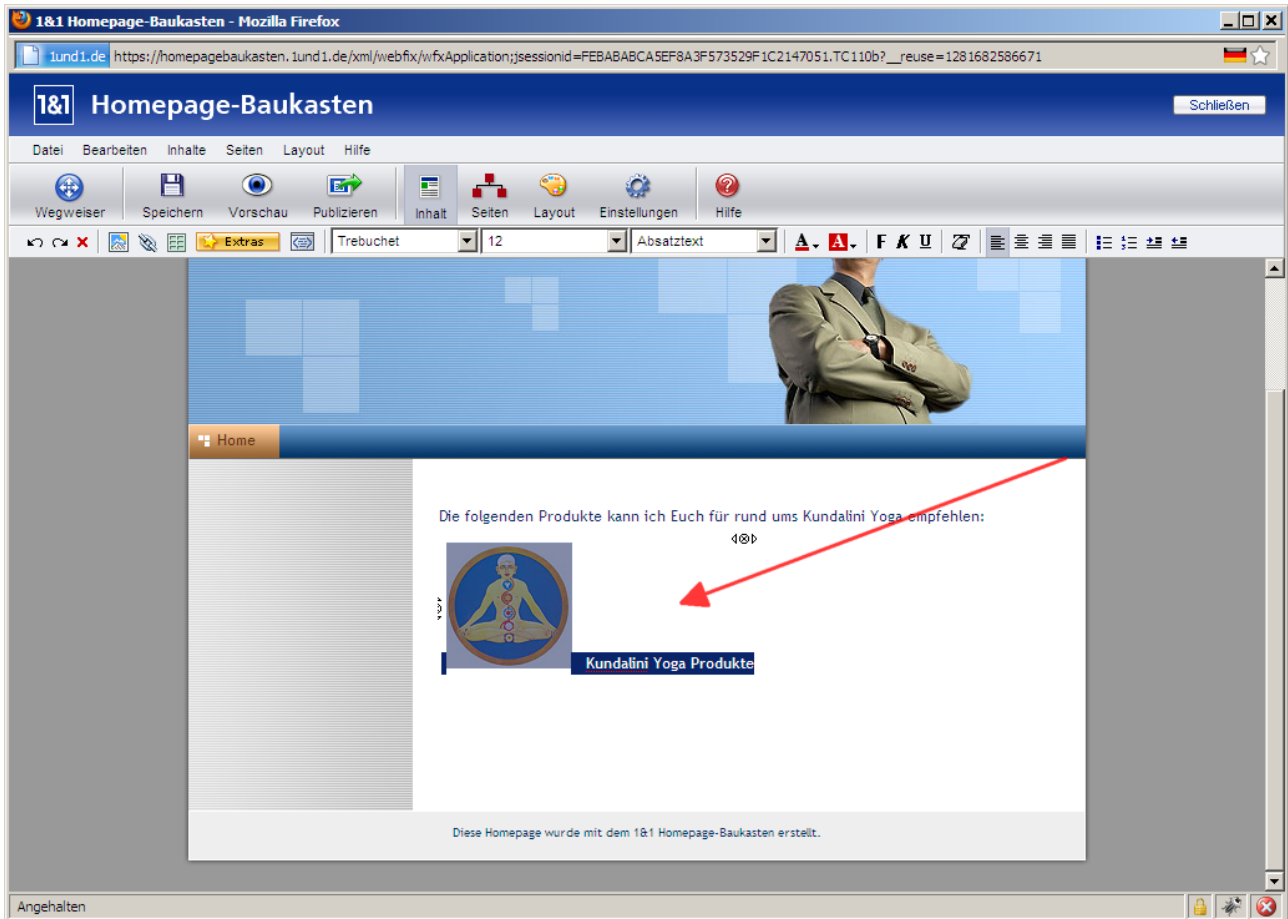 1&1 Homepage-Baukasten - Mozilla Firefox
1und1.de https://homepagebaukasten.1und1.de/xml/webfix/wfxApplication;jsessionid=FEBABABCA5EF8A3F573529F1C2147051.TC110b?__reuse=1281682586671
1&1 Homepage-Baukasten Schließen
Datei Bearbeiten Inhalte Seiten Layout Hilfe
Wegweiser Speichern Vorschau Publizieren Inhalt Seiten Layout Einstellungen Hilfe
Extras Trebuchet 12 Absatztext A A F K U
Home
Die folgenden Produkte kann ich Euch für rund ums Kundalini Yoga empfehlen:
Kundalini Yoga Produkte
Diese Homepage wurde mit dem 1&1 Homepage-Baukasten erstellt.
Angehalten